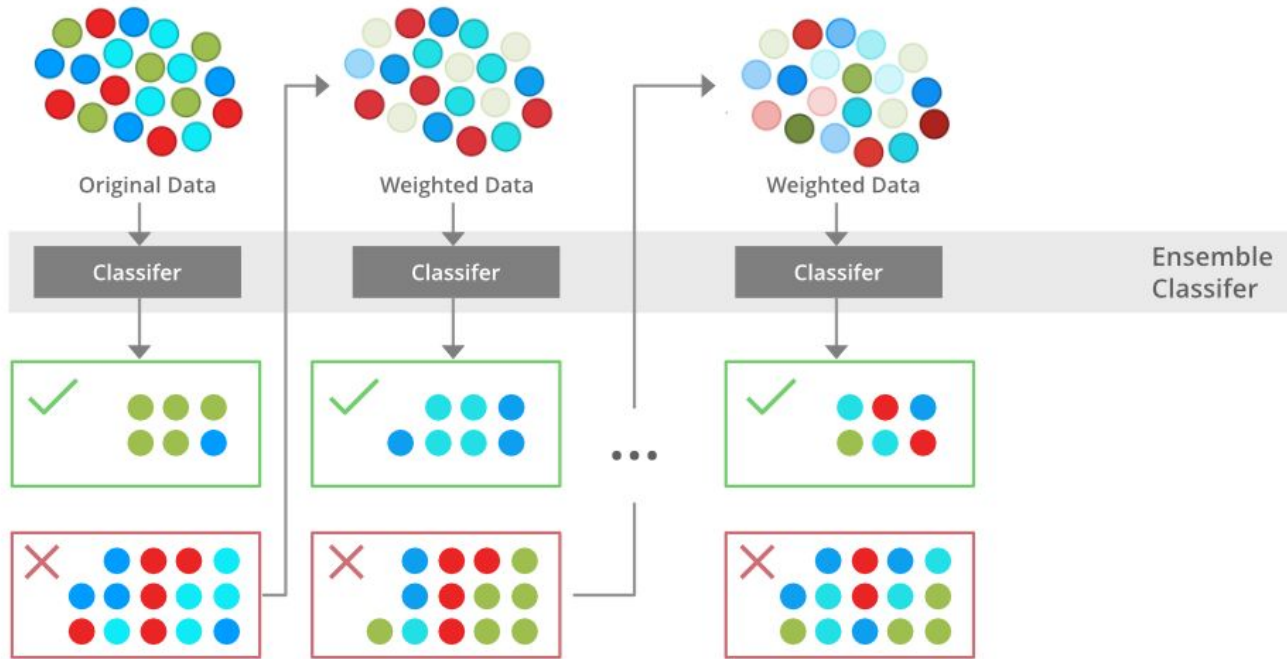 Original Data
Weighted Data
Weighted Data
Classifer
Classifer
Classifer
Ensemble
Classifer
...